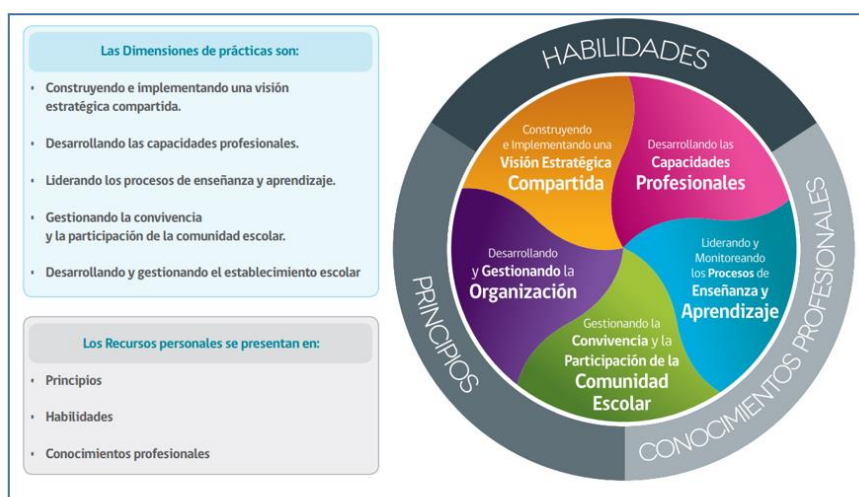 Las Dimensiones de prácticas son:
• Construyendo e implementando una visión
estratégica compartida.
• Desarrollando las capacidades profesionales.
• Liderando los procesos de enseñanza y aprendizaje.
• Gestionando la convivencia
y la participación de la comunidad escolar.
• Desarrollando y gestionando el establecimiento escolar
Los Recursos personales se presentan en:
• Principios
• Habilidades
• Conocimientos profesionales
HABILIDADES
Construyendo
e Implementando una
Visión Estratégica
Compartida
Desarrollando las
Capacidades
Profesionales
Desarrollando
y Gestionando la
Organización
Liderando y
Monitoreando
los Procesos de
Enseñanza y
Aprendizaje
Gestionando la
Convivencia y la
Participación de la
Comunidad
Escolar
PRINCIPIOS
CONOCIMIENTOS PROFESIONALES